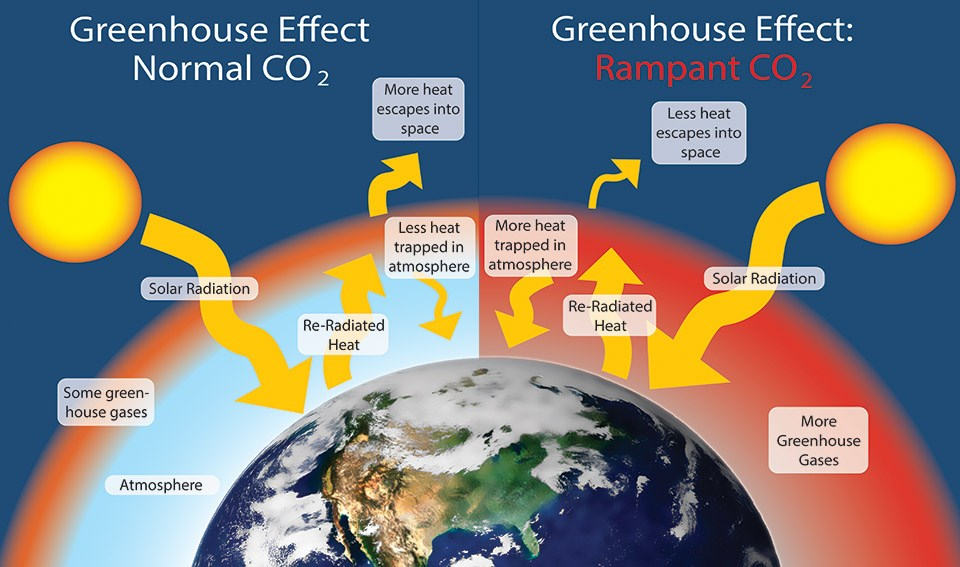 Greenhouse Effect
Normal CO2
Greenhouse Effect:
Rampant CO2
More heat
escapes into
space
Less heat
escapes into
space
Less heat
trapped in
atmosphere
More heat
trapped in
atmosphere
Solar Radiation
Solar Radiation
Re-Radiated
Heat
Re-Radiated
Heat
Some green-
house gases
More
Greenhouse
Gases
Atmosphere